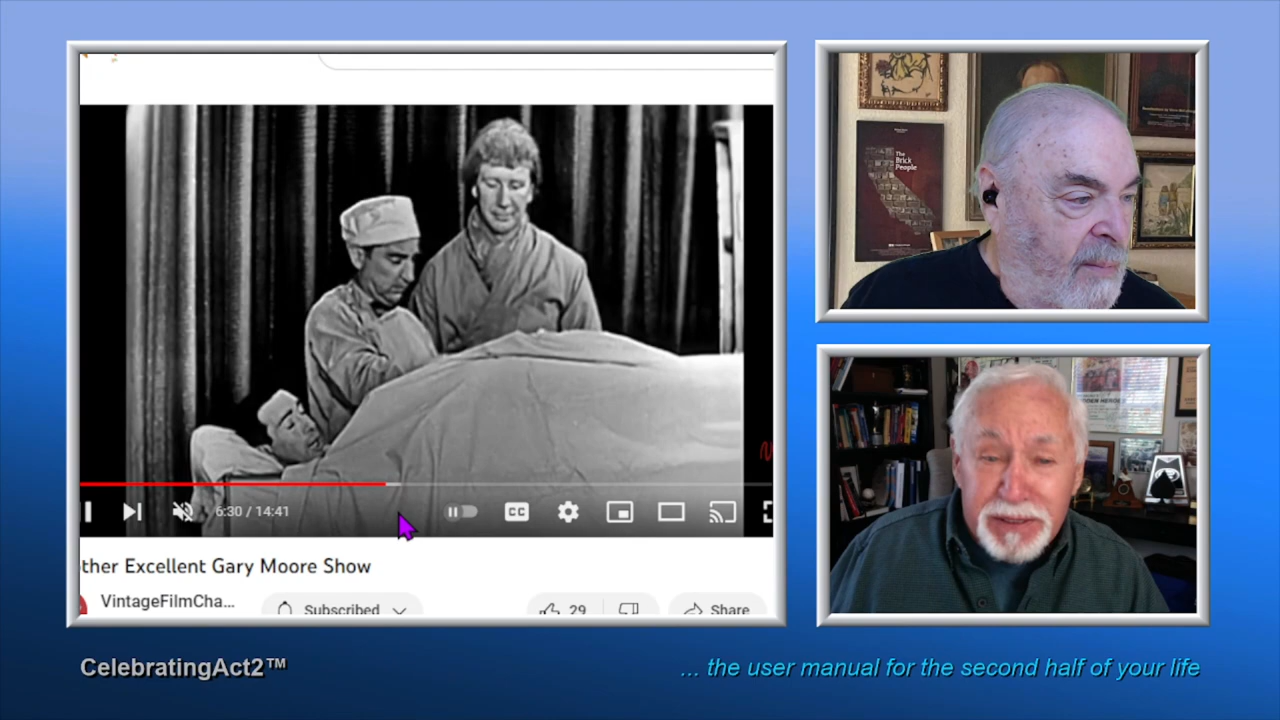 The
Brick
People
6:30 / 14:41
CC
ther Excellent Gary Moore Show
VintageFilmCha...
Subscribed
29
Share
CelebratingAct2™
... the user manual for the second half of your life